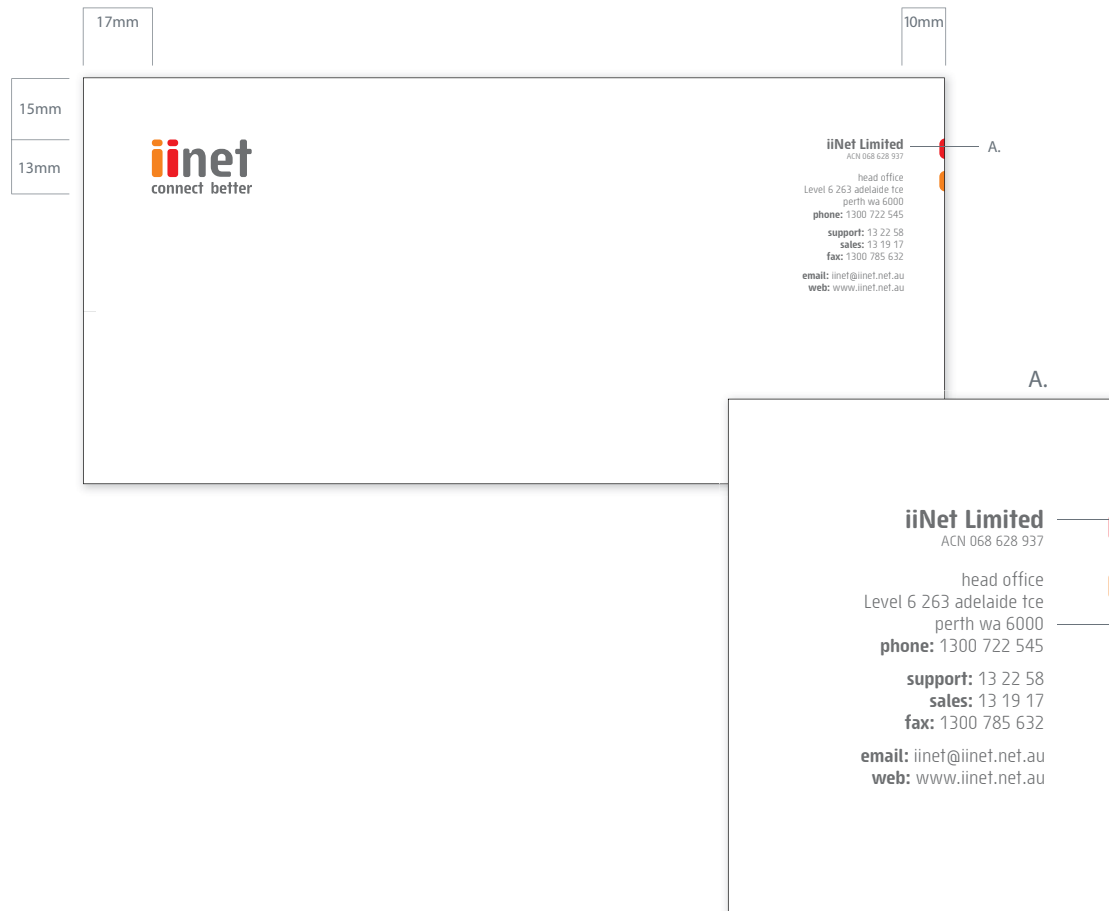 17mm
10mm
15mm
13mm
iinet
connect better
iiNet Limited
ACN 068 628 937
head office
Level 6 263 adelaide tce
perth wa 6000
phone: 1300 722 545
support: 13 22 58
sales: 13 19 17
fax: 1300 785 632
email: iinet@iinet.net.au
web: www.iinet.net.au
A.
A.
iiNet Limited
ACN 068 628 937
head office
Level 6 263 adelaide tce
perth wa 6000
phone: 1300 722 545
support: 13 22 58
sales: 13 19 17
fax: 1300 785 632
email: iinet@iinet.net.au
web: www.iinet.net.au